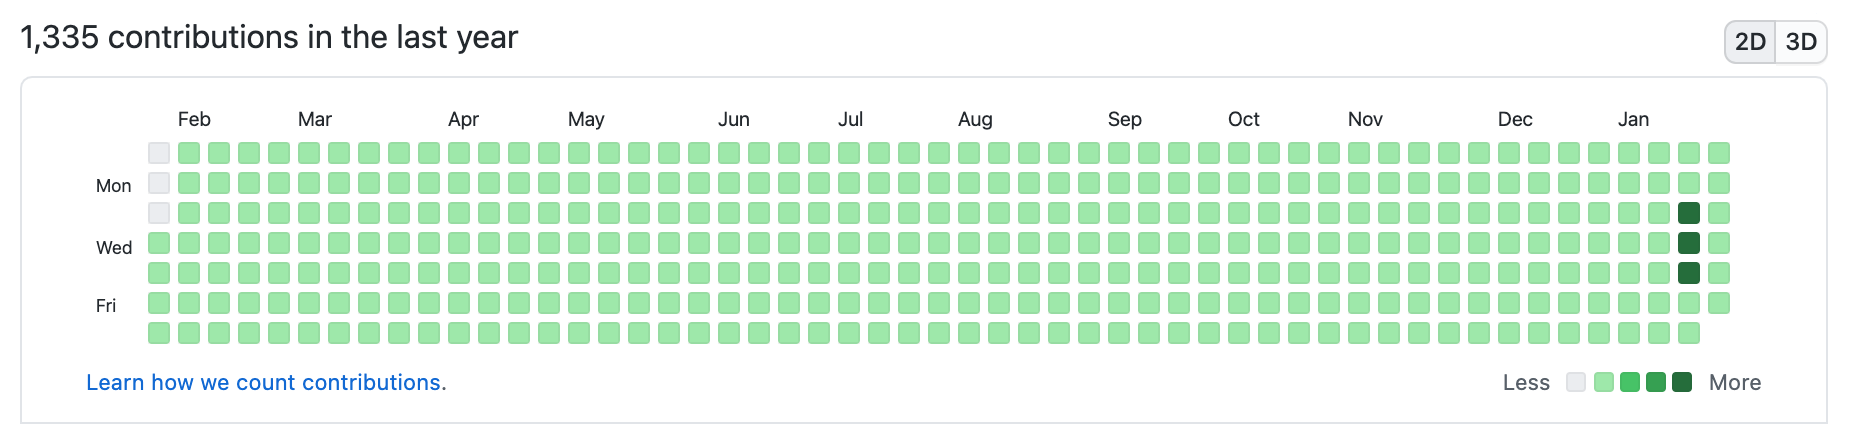 1,335 contributions in the last year
2D 3D
Feb Mar Apr May Jun Jul Aug Sep Oct Nov Dec Jan
Mon
Wed
Fri
Learn how we count contributions.
Less More